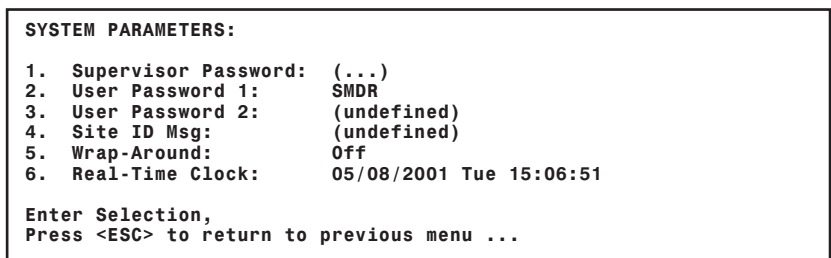 SYSTEM PARAMETERS:
1. Supervisor Password: (...)
2. User Password 1: SMDR
3. User Password 2: (undefined)
4. Site ID Msg: (undefined)
5. Wrap-Around: Off
6. Real-Time Clock: 05/08/2001 Tue 15:06:51
Enter Selection,
Press <ESC> to return to previous menu ...